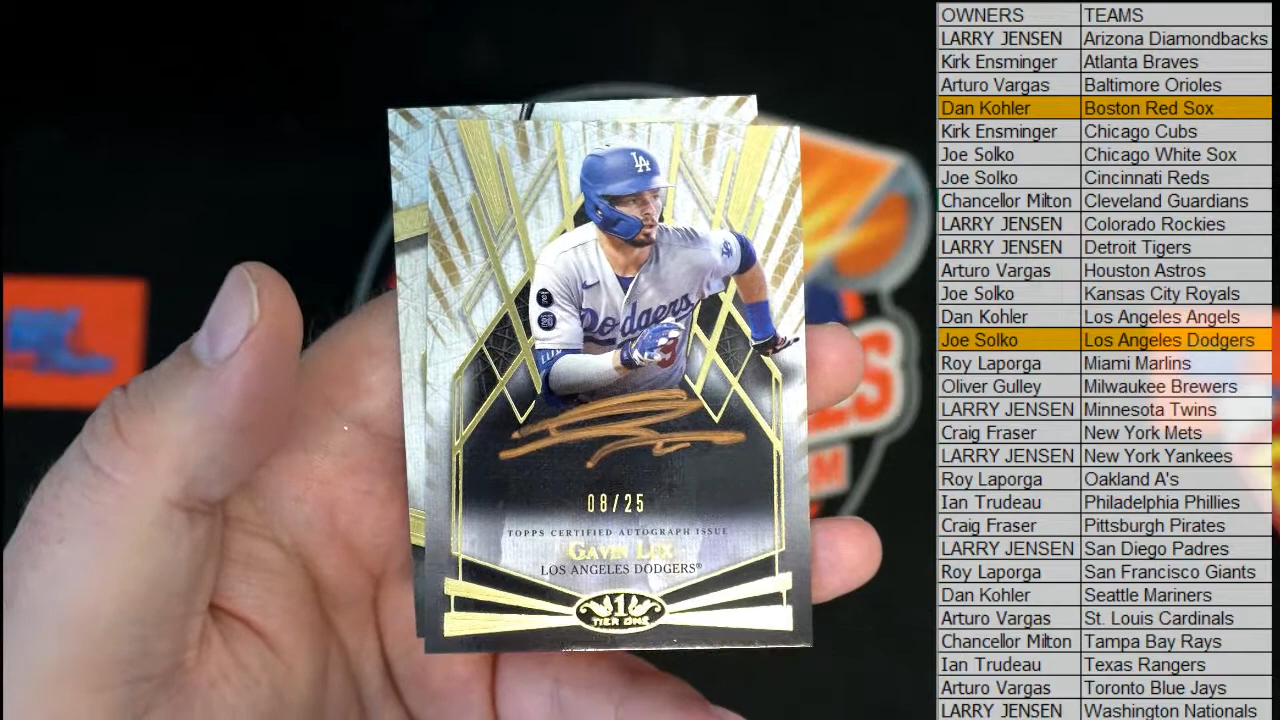 LA
Dodgers
08/25
TOPPS CERTIFIED AUTOGRAPH ISSUE
GAVIN LUX
LOS ANGELES DODGERS®
1
TIER ONE
OWNERS TEAMS
LARRY JENSEN Arizona Diamondbacks
Kirk Ensminger Atlanta Braves
Arturo Vargas Baltimore Orioles
Dan Kohler Boston Red Sox
Kirk Ensminger Chicago Cubs
Joe Solko Chicago White Sox
Joe Solko Cincinnati Reds
Chancellor Milton Cleveland Guardians
LARRY JENSEN Colorado Rockies
LARRY JENSEN Detroit Tigers
Arturo Vargas Houston Astros
Joe Solko Kansas City Royals
Dan Kohler Los Angeles Angels
Joe Solko Los Angeles Dodgers
Roy Laporga Miami Marlins
Oliver Gulley Milwaukee Brewers
LARRY JENSEN Minnesota Twins
Craig Fraser New York Mets
LARRY JENSEN New York Yankees
Roy Laporga Oakland A's
Ian Trudeau Philadelphia Phillies
Craig Fraser Pittsburgh Pirates
LARRY JENSEN San Diego Padres
Roy Laporga San Francisco Giants
Dan Kohler Seattle Mariners
Arturo Vargas St. Louis Cardinals
Chancellor Milton Tampa Bay Rays
Ian Trudeau Texas Rangers
Arturo Vargas Toronto Blue Jays
LARRY JENSEN Washington Nationals